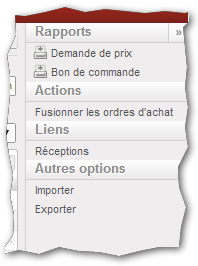 Rapports »
Demande de prix
Bon de commande
Actions
Fusionner les ordres d'achat
Liens
Réceptions
Autres options
Importer
Exporter